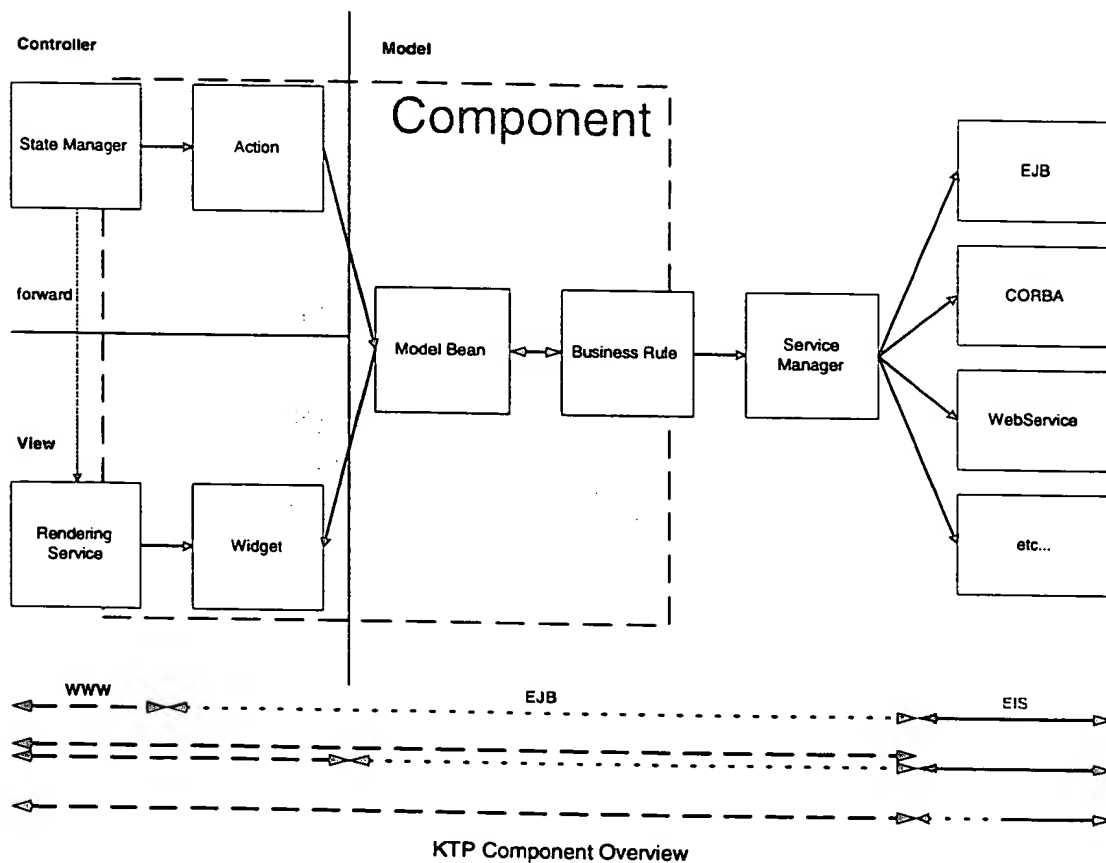 Controller
Model
Component
State Manager
Action
EJB
forward
CORBA
Model Bean
Business Rule
Service
Manager
WebService
View
Rendering
Service
Widget
etc...
WWW
EJB
EIS
KTP Component Overview